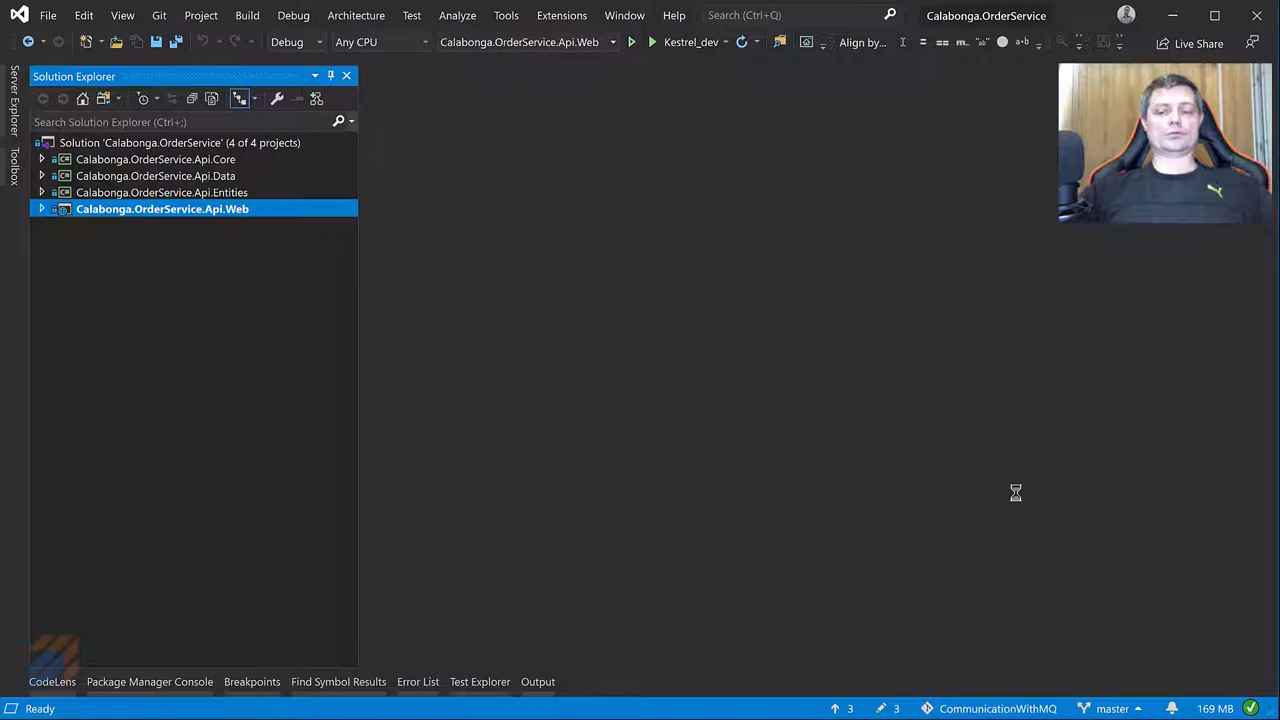 File Edit View Git Project Build Debug Architecture Test Analyze Tools Extensions Window Help Search (Ctrl+Q) Calabonga.OrderService
Debug Any CPU Calabonga.OrderService.Api.Web Kestrel_dev Align by... Live Share
Server Explorer
Toolbox
Solution Explorer
Search Solution Explorer (Ctrl+;)
Solution 'Calabonga.OrderService' (4 of 4 projects)
C# Calabonga.OrderService.Api.Core
C# Calabonga.OrderService.Api.Data
C# Calabonga.OrderService.Api.Entities
Calabonga.OrderService.Api.Web
CodeLens Package Manager Console Breakpoints Find Symbol Results Error List Test Explorer Output
Ready 3 3 CommunicationWithMQ master 169 MB